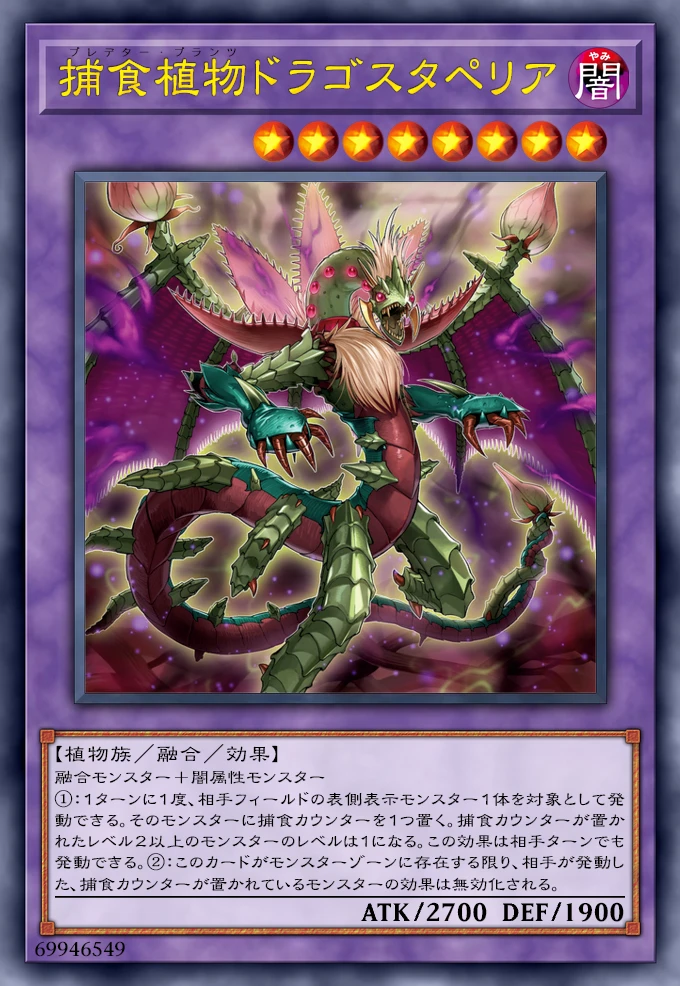 プレデター・プランツ
捕食植物ドラゴスタペリア
やみ
闇
【植物族／融合／効果】
融合モンスター＋闇属性モンスター
①：１ターンに１度、相手フィールドの表側表示モンスター１体を対象として発
動できる。そのモンスターに捕食カウンターを１つ置く。捕食カウンターが置か
れたレベル２以上のモンスターのレベルは１になる。この効果は相手ターンでも
発動できる。②：このカードがモンスターゾーンに存在する限り、相手が発動し
た、捕食カウンターが置かれているモンスターの効果は無効化される。
ATK/2700 DEF/1900
69946549